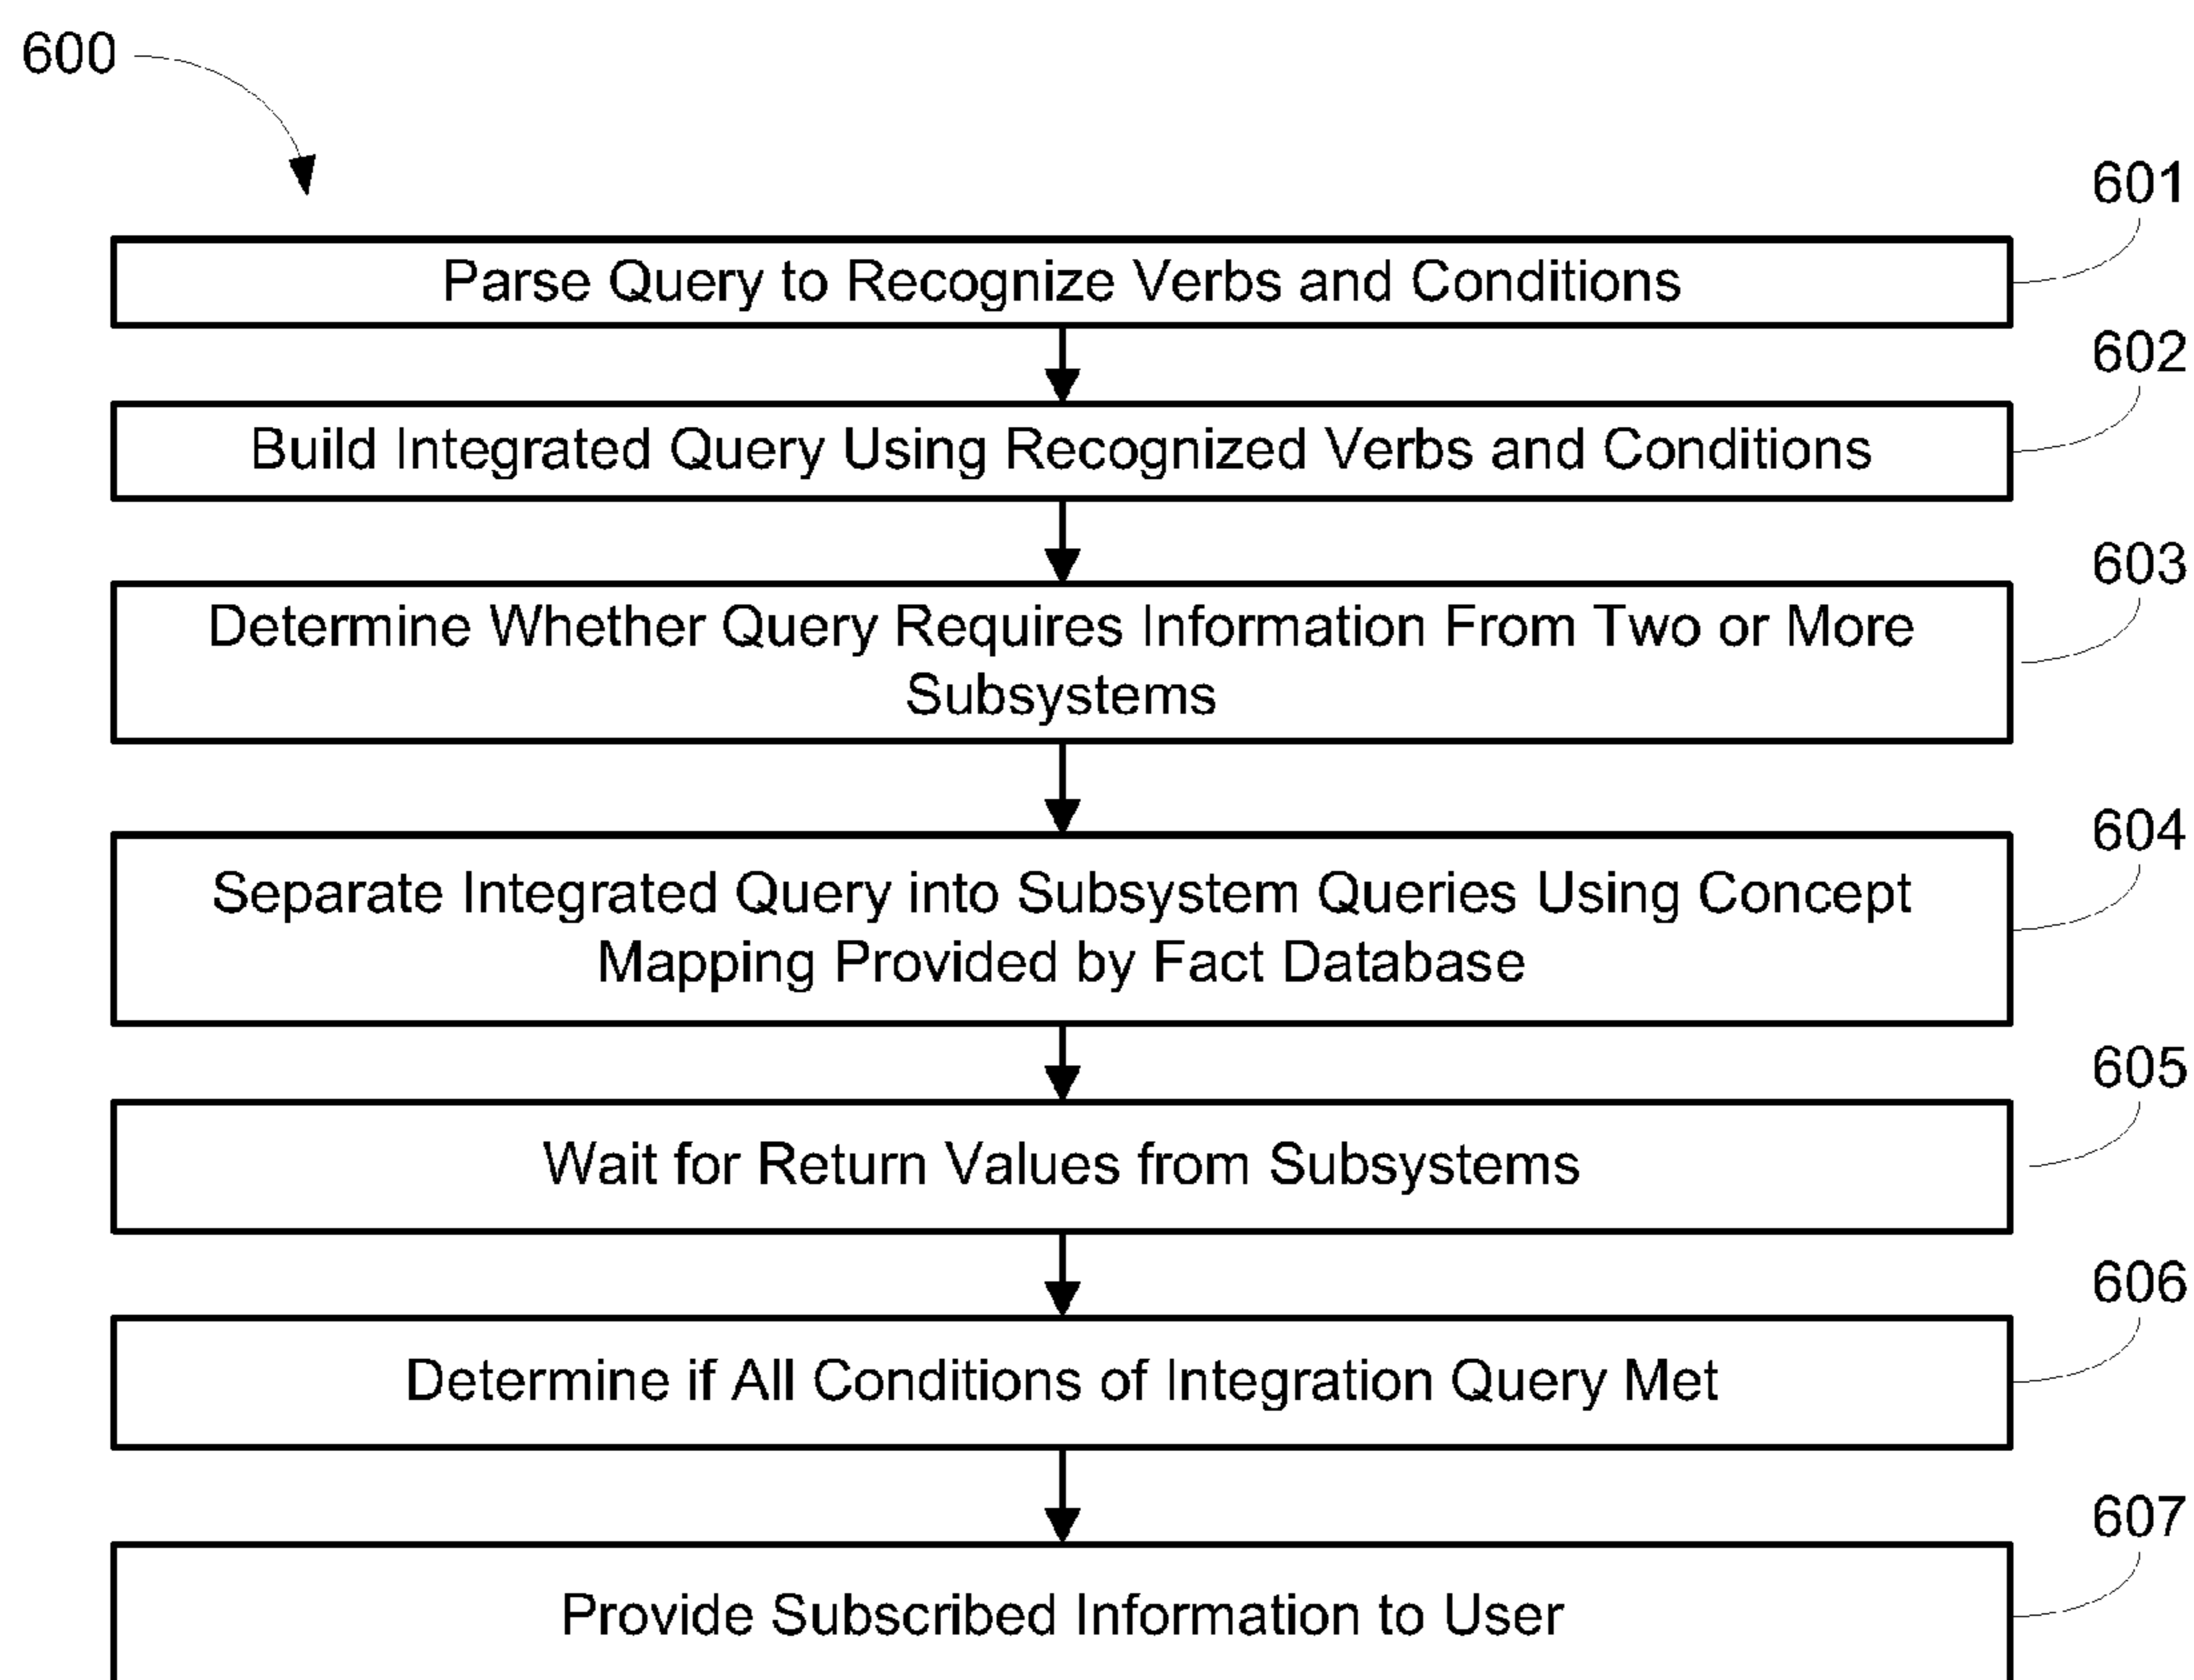 600
601
Parse Query to Recognize Verbs and Conditions
602
Build Integrated Query Using Recognized Verbs and Conditions
603
Determine Whether Query Requires Information From Two or More
Subsystems
604
Separate Integrated Query into Subsystem Queries Using Concept
Mapping Provided by Fact Database
605
Wait for Return Values from Subsystems
606
Determine if All Conditions of Integration Query Met
607
Provide Subscribed Information to User